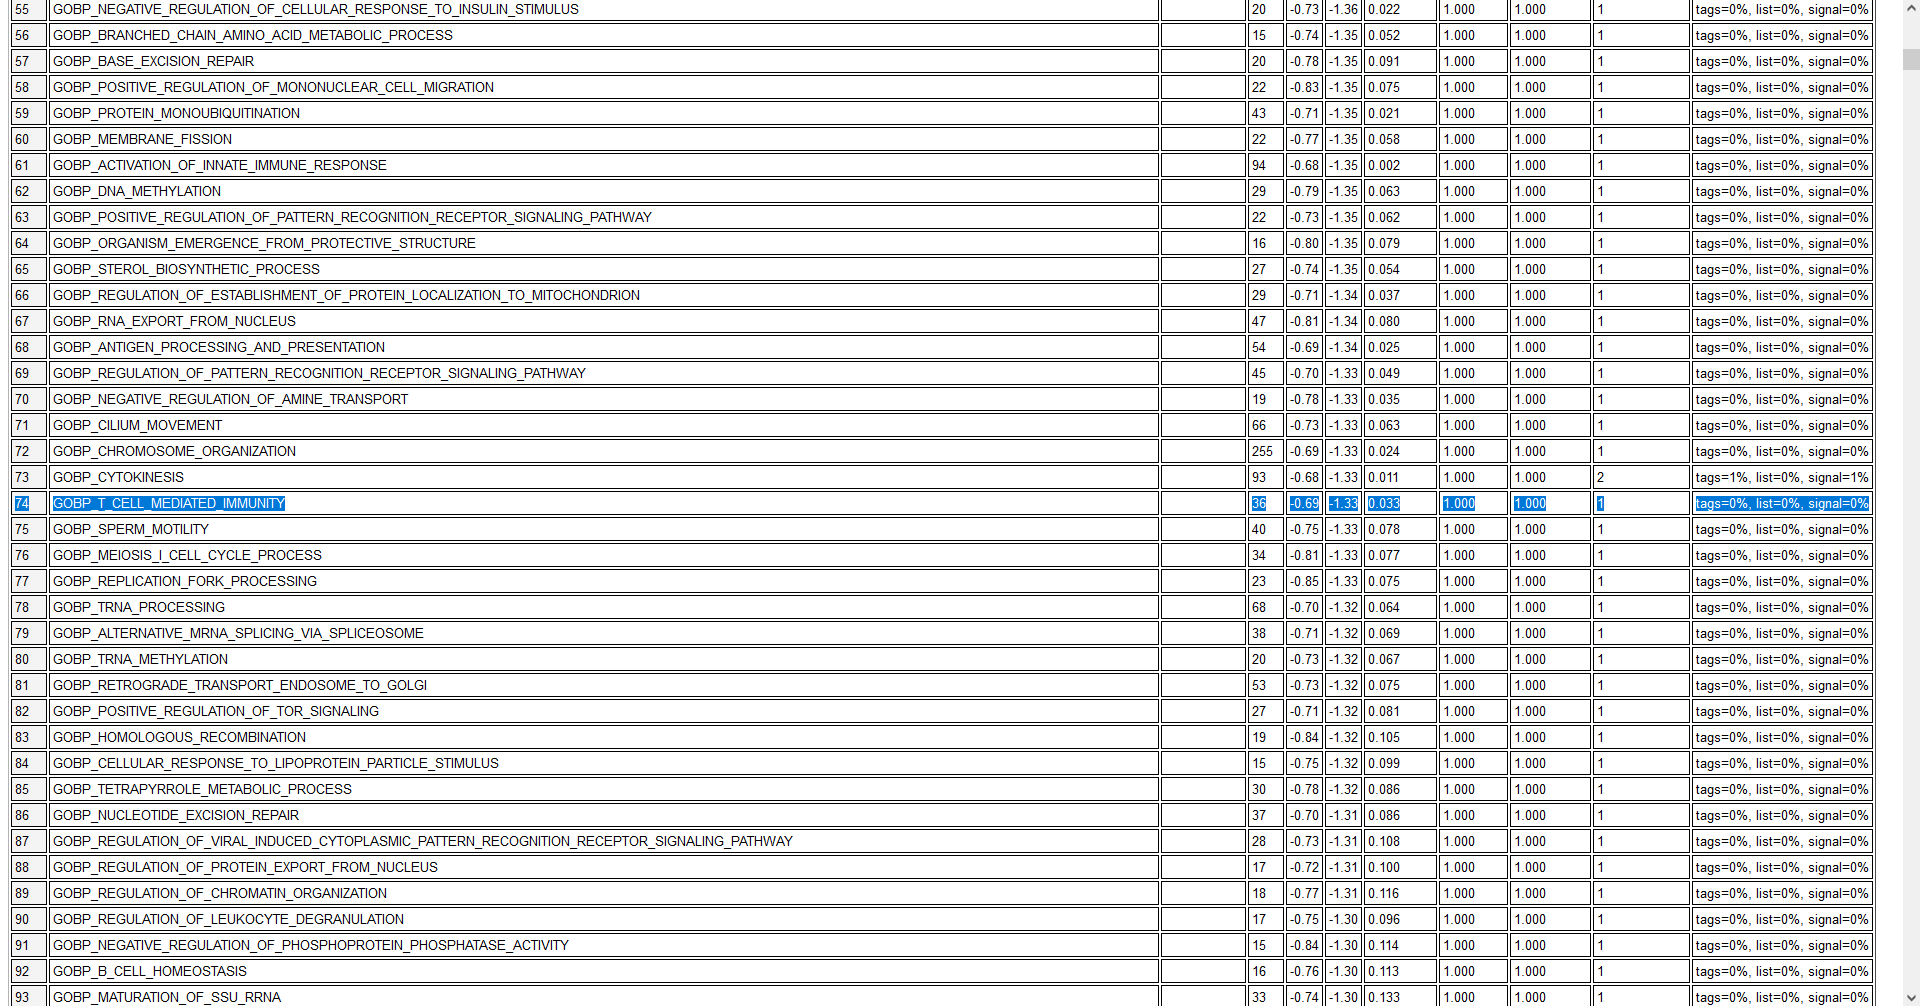 55 GOBP_NEGATIVE_REGULATION_OF_CELLULAR_RESPONSE_TO_INSULIN_STIMULUS 20 -0.73 -1.36 0.022 1.000 1.000 1 tags=0%, list=0%, signal=0%
56 GOBP_BRANCHED_CHAIN_AMINO_ACID_METABOLIC_PROCESS 15 -0.74 -1.35 0.052 1.000 1.000 1 tags=0%, list=0%, signal=0%
57 GOBP_BASE_EXCISION_REPAIR 20 -0.78 -1.35 0.091 1.000 1.000 1 tags=0%, list=0%, signal=0%
58 GOBP_POSITIVE_REGULATION_OF_MONONUCLEAR_CELL_MIGRATION 22 -0.83 -1.35 0.075 1.000 1.000 1 tags=0%, list=0%, signal=0%
59 GOBP_PROTEIN_MONOUBIQUITINATION 43 -0.71 -1.35 0.021 1.000 1.000 1 tags=0%, list=0%, signal=0%
60 GOBP_MEMBRANE_FISSION 22 -0.77 -1.35 0.058 1.000 1.000 1 tags=0%, list=0%, signal=0%
61 GOBP_ACTIVATION_OF_INNATE_IMMUNE_RESPONSE 94 -0.68 -1.35 0.002 1.000 1.000 1 tags=0%, list=0%, signal=0%
62 GOBP_DNA_METHYLATION 29 -0.79 -1.35 0.063 1.000 1.000 1 tags=0%, list=0%, signal=0%
63 GOBP_POSITIVE_REGULATION_OF_PATTERN_RECOGNITION_RECEPTOR_SIGNALING_PATHWAY 22 -0.73 -1.35 0.062 1.000 1.000 1 tags=0%, list=0%, signal=0%
64 GOBP_ORGANISM_EMERGENCE_FROM_PROTECTIVE_STRUCTURE 16 -0.80 -1.35 0.079 1.000 1.000 1 tags=0%, list=0%, signal=0%
65 GOBP_STEROL_BIOSYNTHETIC_PROCESS 27 -0.74 -1.35 0.054 1.000 1.000 1 tags=0%, list=0%, signal=0%
66 GOBP_REGULATION_OF_ESTABLISHMENT_OF_PROTEIN_LOCALIZATION_TO_MITOCHONDRION 29 -0.71 -1.34 0.037 1.000 1.000 1 tags=0%, list=0%, signal=0%
67 GOBP_RNA_EXPORT_FROM_NUCLEUS 47 -0.81 -1.34 0.080 1.000 1.000 1 tags=0%, list=0%, signal=0%
68 GOBP_ANTIGEN_PROCESSING_AND_PRESENTATION 54 -0.69 -1.34 0.025 1.000 1.000 1 tags=0%, list=0%, signal=0%
69 GOBP_REGULATION_OF_PATTERN_RECOGNITION_RECEPTOR_SIGNALING_PATHWAY 45 -0.70 -1.33 0.049 1.000 1.000 1 tags=0%, list=0%, signal=0%
70 GOBP_NEGATIVE_REGULATION_OF_AMINE_TRANSPORT 19 -0.78 -1.33 0.035 1.000 1.000 1 tags=0%, list=0%, signal=0%
71 GOBP_CILIUM_MOVEMENT 66 -0.73 -1.33 0.063 1.000 1.000 1 tags=0%, list=0%, signal=0%
72 GOBP_CHROMOSOME_ORGANIZATION 255 -0.69 -1.33 0.024 1.000 1.000 1 tags=0%, list=0%, signal=0%
73 GOBP_CYTOKINESIS 93 -0.68 -1.33 0.011 1.000 1.000 2 tags=1%, list=0%, signal=1%
74 GOBP_T_CELL_MEDIATED_IMMUNITY 36 -0.69 -1.33 0.033 1.000 1.000 1 tags=0%, list=0%, signal=0%
75 GOBP_SPERM_MOTILITY 40 -0.75 -1.33 0.078 1.000 1.000 1 tags=0%, list=0%, signal=0%
76 GOBP_MEIOSIS_I_CELL_CYCLE_PROCESS 34 -0.81 -1.33 0.077 1.000 1.000 1 tags=0%, list=0%, signal=0%
77 GOBP_REPLICATION_FORK_PROCESSING 23 -0.85 -1.33 0.075 1.000 1.000 1 tags=0%, list=0%, signal=0%
78 GOBP_TRNA_PROCESSING 68 -0.70 -1.32 0.064 1.000 1.000 1 tags=0%, list=0%, signal=0%
79 GOBP_ALTERNATIVE_MRNA_SPLICING_VIA_SPLICEOSOME 38 -0.71 -1.32 0.069 1.000 1.000 1 tags=0%, list=0%, signal=0%
80 GOBP_TRNA_METHYLATION 20 -0.73 -1.32 0.067 1.000 1.000 1 tags=0%, list=0%, signal=0%
81 GOBP_RETROGRADE_TRANSPORT_ENDOSOME_TO_GOLGI 53 -0.73 -1.32 0.075 1.000 1.000 1 tags=0%, list=0%, signal=0%
82 GOBP_POSITIVE_REGULATION_OF_TOR_SIGNALING 27 -0.71 -1.32 0.081 1.000 1.000 1 tags=0%, list=0%, signal=0%
83 GOBP_HOMOLOGOUS_RECOMBINATION 19 -0.84 -1.32 0.105 1.000 1.000 1 tags=0%, list=0%, signal=0%
84 GOBP_CELLULAR_RESPONSE_TO_LIPOPROTEIN_PARTICLE_STIMULUS 15 -0.75 -1.32 0.099 1.000 1.000 1 tags=0%, list=0%, signal=0%
85 GOBP_TETRAPYRROLE_METABOLIC_PROCESS 30 -0.78 -1.32 0.086 1.000 1.000 1 tags=0%, list=0%, signal=0%
86 GOBP_NUCLEOTIDE_EXCISION_REPAIR 37 -0.70 -1.31 0.086 1.000 1.000 1 tags=0%, list=0%, signal=0%
87 GOBP_REGULATION_OF_VIRAL_INDUCED_CYTOPLASMIC_PATTERN_RECOGNITION_RECEPTOR_SIGNALING_PATHWAY 28 -0.73 -1.31 0.108 1.000 1.000 1 tags=0%, list=0%, signal=0%
88 GOBP_REGULATION_OF_PROTEIN_EXPORT_FROM_NUCLEUS 17 -0.72 -1.31 0.100 1.000 1.000 1 tags=0%, list=0%, signal=0%
89 GOBP_REGULATION_OF_CHROMATIN_ORGANIZATION 18 -0.77 -1.31 0.116 1.000 1.000 1 tags=0%, list=0%, signal=0%
90 GOBP_REGULATION_OF_LEUKOCYTE_DEGRANULATION 17 -0.75 -1.30 0.096 1.000 1.000 1 tags=0%, list=0%, signal=0%
91 GOBP_NEGATIVE_REGULATION_OF_PHOSPHOPROTEIN_PHOSPHATASE_ACTIVITY 15 -0.84 -1.30 0.114 1.000 1.000 1 tags=0%, list=0%, signal=0%
92 GOBP_B_CELL_HOMEOSTASIS 16 -0.76 -1.30 0.113 1.000 1.000 1 tags=0%, list=0%, signal=0%
93 GOBP_MATURATION_OF_SSU_RRNA 33 -0.74 -1.30 0.133 1.000 1.000 1 tags=0%, list=0%, signal=0%